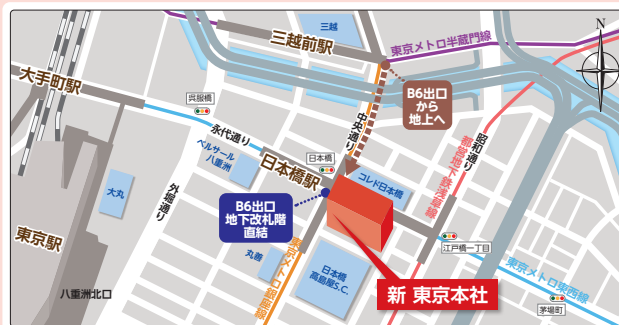 三越
三越前駅
東京メトロ半蔵門線
N
大手町駅
B6出口
から
地上へ
呉服橋
永代通り
中央通り
昭和通り
都営地下鉄浅草線
ベルサール
八重洲
日本橋
日本橋駅
コレド日本橋
大丸
外堀通り
B6出口
地下改札階
直結
東京駅
丸善
東京メトロ銀座線
日本橋
高島屋S.C.
江戸橋一丁目
東京メトロ東西線
新 東京本社
八重洲北口
茅場町